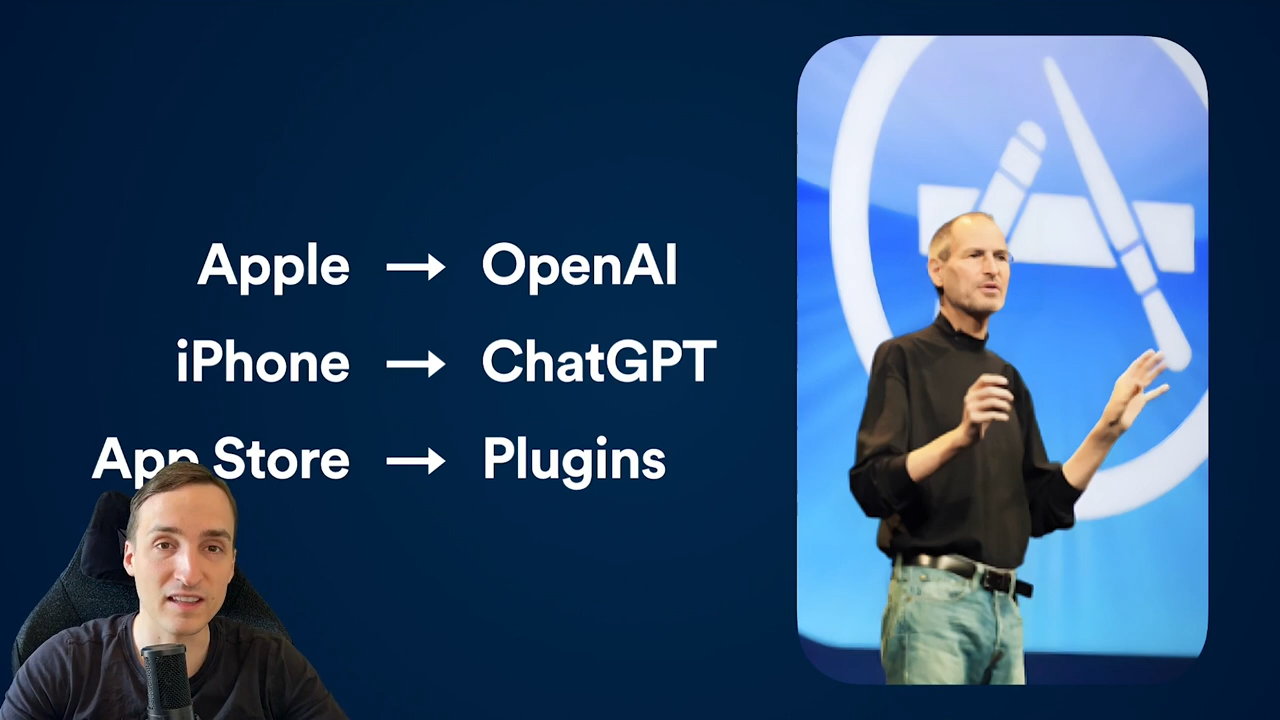 Apple → OpenAI
iPhone → ChatGPT
App Store → Plugins